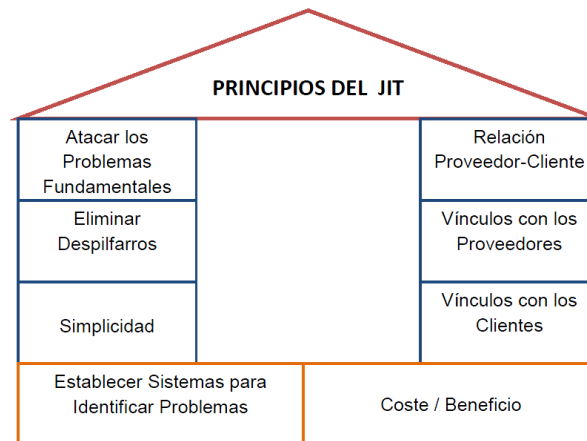 PRINCIPIOS DEL JIT
Atacar los
Problemas
Fundamentales
Eliminar
Despilfarros
Simplicidad
Relación
Proveedor-Cliente
Vínculos con los
Proveedores
Vínculos con los
Clientes
Establecer Sistemas para
Identificar Problemas
Coste / Beneficio